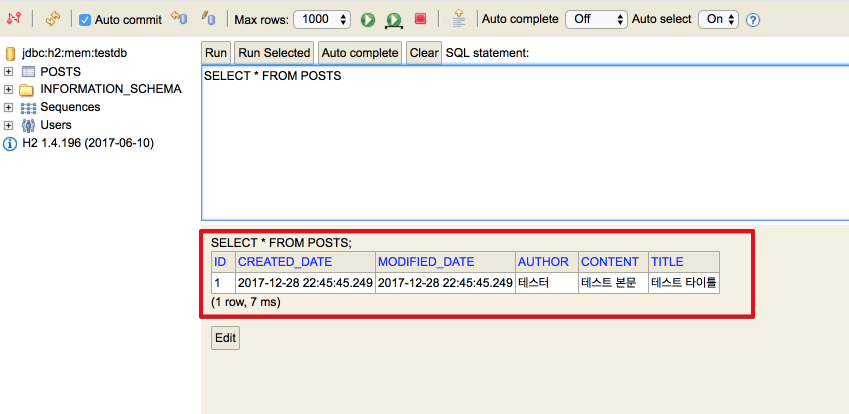 Auto commit Max rows: 1000 Auto complete Off Auto select On ?
jdbc:h2:mem:testdb
POSTS
INFORMATION_SCHEMA
Sequences
Users
H2 1.4.196 (2017-06-10)
Run Run Selected Auto complete Clear SQL statement:
SELECT * FROM POSTS
SELECT * FROM POSTS;
ID CREATED_DATE MODIFIED_DATE AUTHOR CONTENT TITLE
1 2017-12-28 22:45:45.249 2017-12-28 22:45:45.249 테스터 테스트 본문 테스트 타이틀
(1 row, 7 ms)
Edit